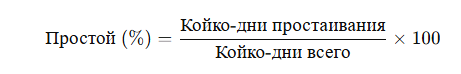 Простой (%) = Койко-дни простаивания / Койко-дни всего × 100